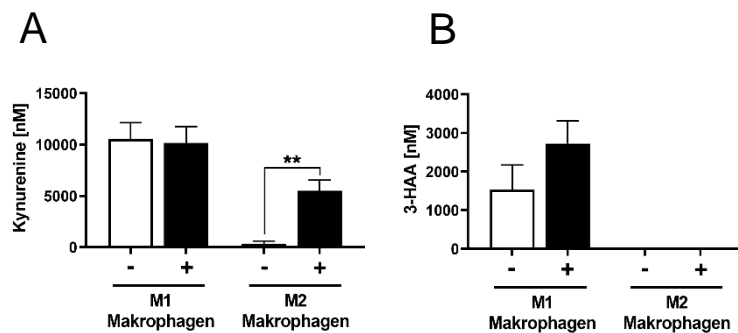 A
Kynurenine [nM]
15000
10000
5000
0
**
- + - +
M1 M2
Makrophagen Makrophagen
B
3-HAA [nM]
4000
3000
2000
1000
0
- + - +
M1 M2
Makrophagen Makrophagen